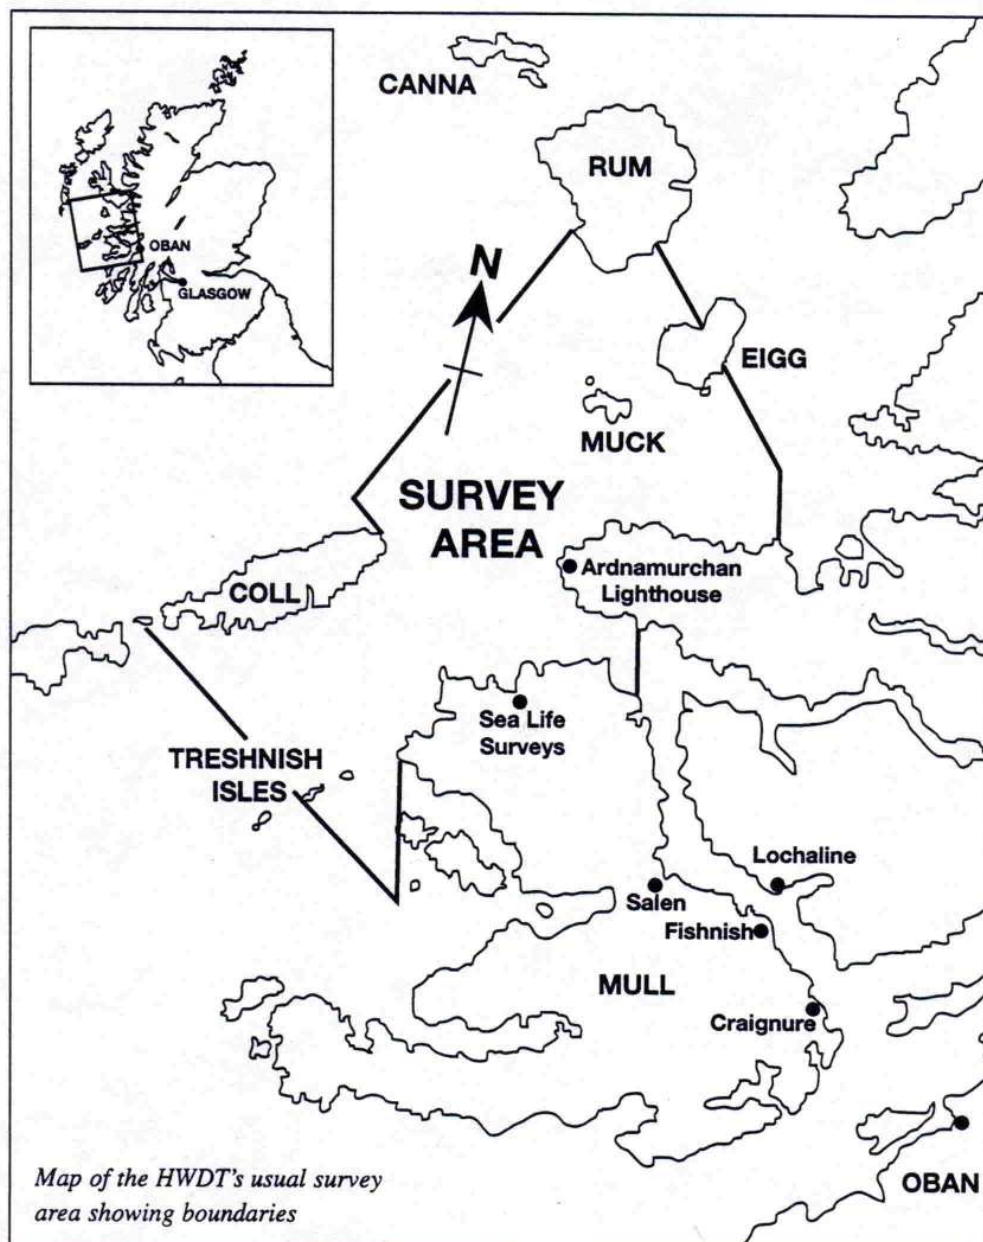 CANNA
RUM
OBAN
GLASGOW
N
EIGG
MUCK
SURVEY
AREA
Ardnamurchan
Lighthouse
COLL
Sea Life
Surveys
TRESHNISH
ISLES
Lochaline
Salen
Fishnish
MULL
Craignure
OBAN
Map of the HWDT's usual survey
area showing boundaries